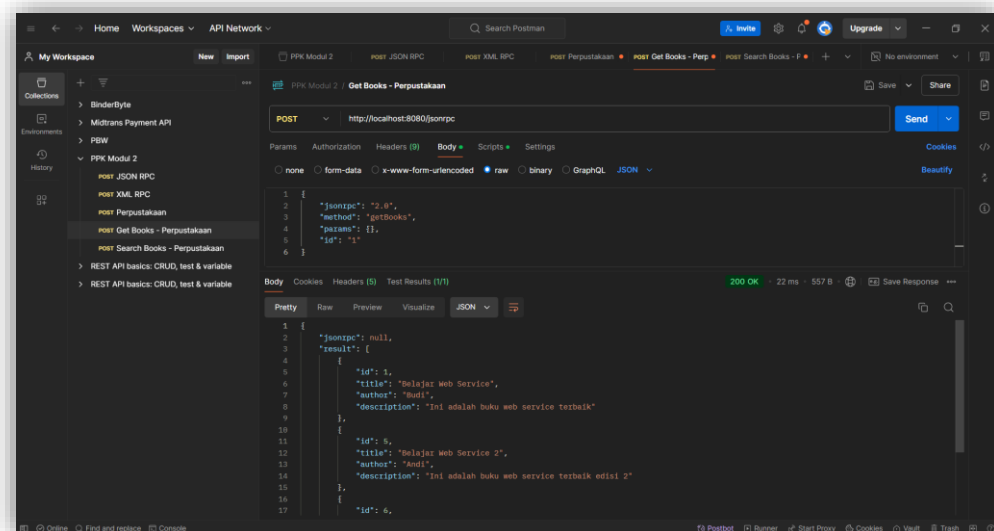 Home Workspaces API Network Search Postman Invite Upgrade
My Workspace New Import PPK Modul 2 POST JSON RPC POST XML RPC POST Perpustakaan POST Get Books - Perp POST Search Books - P No environment
Collections
Environments
History
BinderByte
Midtrans Payment API
PBW
PPK Modul 2
POST JSON RPC
POST XML RPC
POST Perpustakaan
POST Get Books - Perpustakaan
POST Search Books - Perpustakaan
REST API basics: CRUD, test & variable
REST API basics: CRUD, test & variable
PPK Modul 2 / Get Books - Perpustakaan Save Share
POST http://localhost:8080/jsonrpc Send
Params Authorization Headers (9) Body Scripts Settings Cookies
none form-data x-www-form-urlencoded raw binary GraphQL JSON Beautify
1 {
2 "jsonrpc": "2.0",
3 "method": "getBooks",
4 "params": {},
5 "id": "1"
6 }
Body Cookies Headers (5) Test Results (1/1) 200 OK 22 ms 557 B Save Response
Pretty Raw Preview Visualize JSON
1 {
2 "jsonrpc": null,
3 "result": [
4 {
5 "id": 1,
6 "title": "Belajar Web Service",
7 "author": "Budi",
8 "description": "Ini adalah buku web service terbaik"
9 },
10 {
11 "id": 5,
12 "title": "Belajar Web Service 2",
13 "author": "Andi",
14 "description": "Ini adalah buku web service terbaik edisi 2"
15 },
16 {
17 "id": 6,
Online Find and replace Console Postbot Runner Start Proxy Cookies Vault Trash